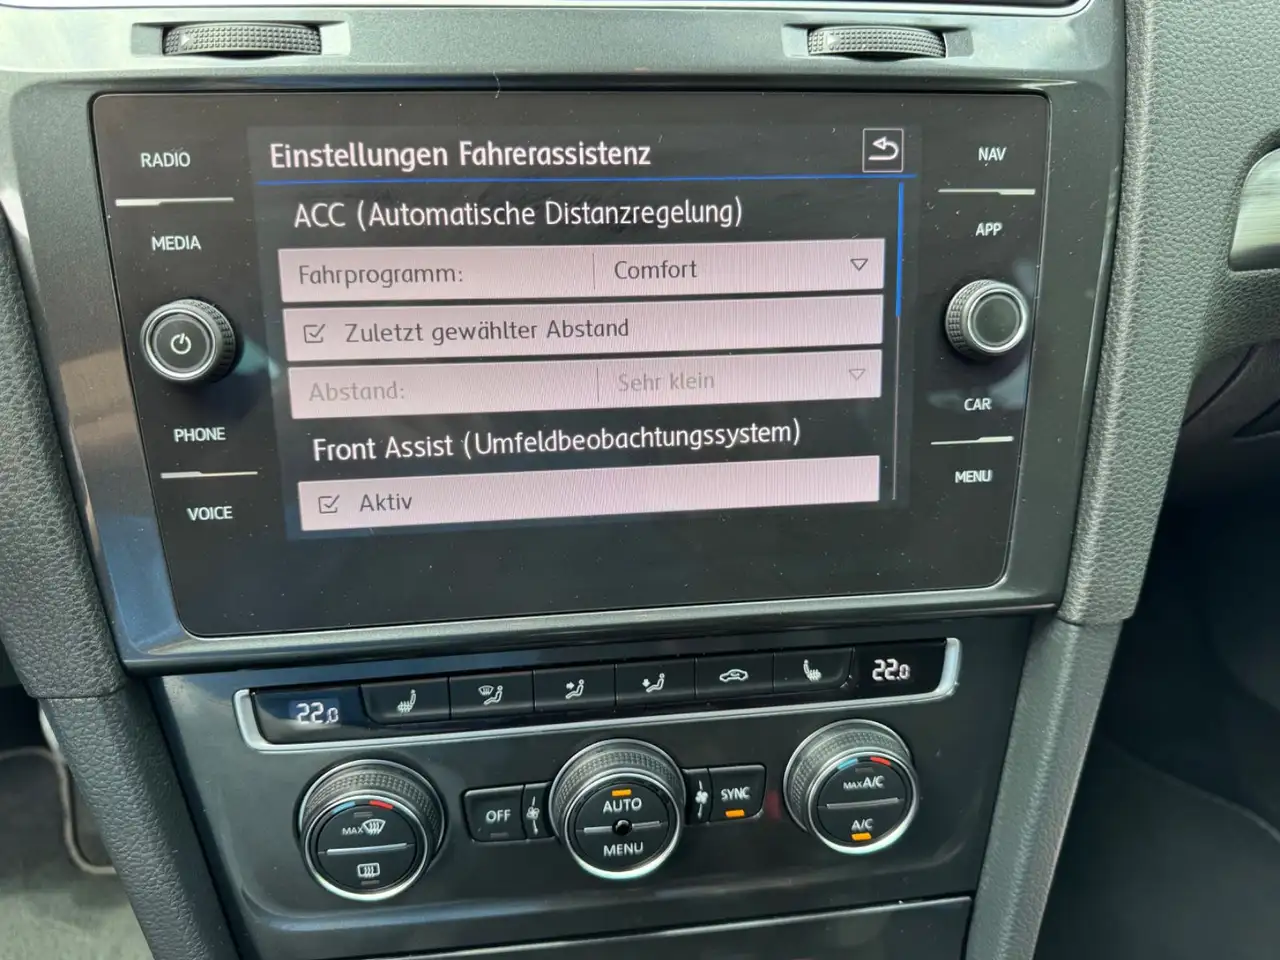 RADIO
MEDIA
PHONE
VOICE
Einstellungen Fahrerassistenz
ACC (Automatische Distanzregelung)
Fahrprogramm: Comfort
Zuletzt gewählter Abstand
Abstand: Sehr klein
Front Assist (Umfeldbeobachtungssystem)
Aktiv
NAV
APP
CAR
MENU
22.0
22.0
MAX
OFF
AUTO
MENU
SYNC
MAX A/C
A/C